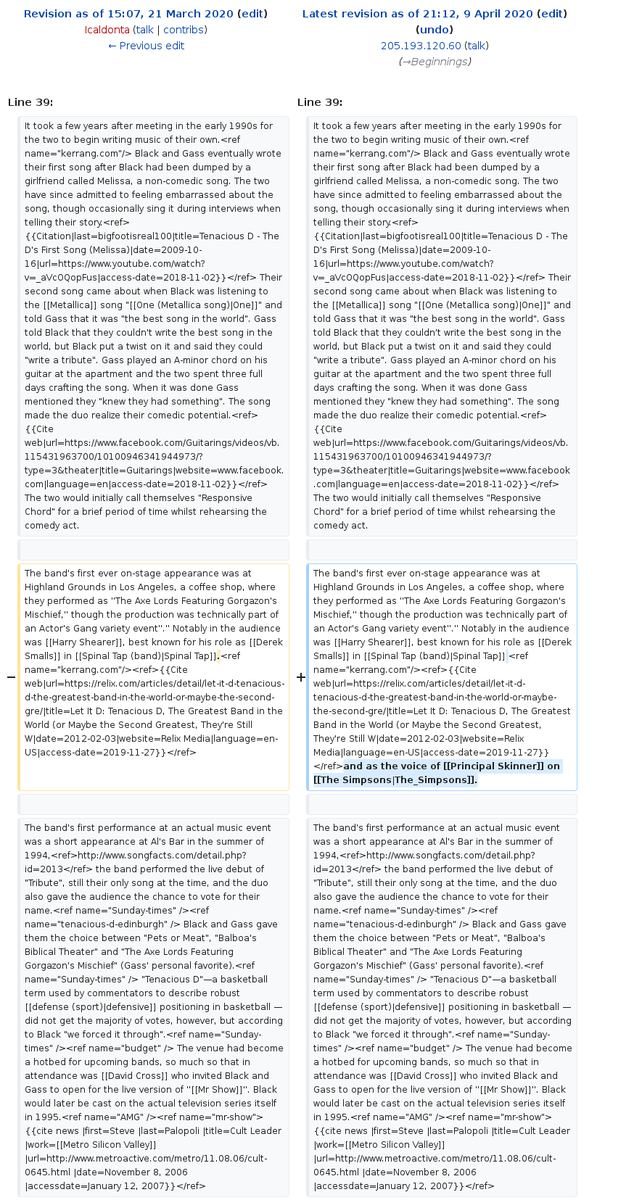 Revision as of 15:07, 21 March 2020 (edit)
Icaldonta (talk | contribs)
← Previous edit
Latest revision as of 21:12, 9 April 2020 (edit)
(undo)
205.193.120.60 (talk)
(→Beginnings)
Line 39:
It took a few years after meeting in the early 1990s for
the two to begin writing music of their own.<ref
name="kerrang.com"/> Black and Gass eventually wrote
their first song after Black had been dumped by a
girlfriend called Melissa, a non-comedic song. The two
have since admitted to feeling embarrassed about the
song, though occasionally sing it during interviews when
telling their story.<ref>
{{Citation|last=bigfootisreal100|title=Tenacious D - The
D's First Song (Melissa)|date=2009-10-
16|url=https://www.youtube.com/watch?
v=_aVcOQopFus|access-date=2018-11-02}}</ref> Their
second song came about when Black was listening to
the [[Metallica]] song "[[One (Metallica song)|One]]" and
told Gass that it was "the best song in the world". Gass
told Black that they couldn't write the best song in the
world, but Black put a twist on it and said they could
"write a tribute". Gass played an A-minor chord on his
guitar at the apartment and the two spent three full
days crafting the song. When it was done Gass
mentioned they "knew they had something". The song
made the duo realize their comedic potential.<ref>
{{Cite
web|url=https://www.facebook.com/Guitarings/videos/vb.
115431963700/10100946341944973/?
type=3&theater|title=Guitarings|website=www.facebook.
com|language=en|access-date=2018-11-02}}</ref>
The two would initially call themselves "Responsive
Chord" for a brief period of time whilst rehearsing the
comedy act.
Line 39:
It took a few years after meeting in the early 1990s for
the two to begin writing music of their own.<ref
name="kerrang.com"/> Black and Gass eventually wrote
their first song after Black had been dumped by a
girlfriend called Melissa, a non-comedic song. The two
have since admitted to feeling embarrassed about the
song, though occasionally sing it during interviews when
telling their story.<ref>
{{Citation|last=bigfootisreal100|title=Tenacious D - The
D's First Song (Melissa)|date=2009-10-
16|url=https://www.youtube.com/watch?
v=_aVcOQopFus|access-date=2018-11-02}}</ref> Their
second song came about when Black was listening to
the [[Metallica]] song "[[One (Metallica song)|One]]" and
told Gass that it was "the best song in the world". Gass
told Black that they couldn't write the best song in the
world, but Black put a twist on it and said they could
"write a tribute". Gass played an A-minor chord on his
guitar at the apartment and the two spent three full
days crafting the song. When it was done Gass
mentioned they "knew they had something". The song
made the duo realize their comedic potential.<ref>
{{Cite
web|url=https://www.facebook.com/Guitarings/videos/vb.
115431963700/10100946341944973/?
type=3&theater|title=Guitarings|website=www.facebook
.com|language=en|access-date=2018-11-02}}</ref>
The two would initially call themselves "Responsive
Chord" for a brief period of time whilst rehearsing the
comedy act.
−
The band's first ever on-stage appearance was at
Highland Grounds in Los Angeles, a coffee shop, where
they performed as "The Axe Lords Featuring Gorgazon's
Mischief," though the production was technically part of
an Actor's Gang variety event''." Notably in the audience
was [[Harry Shearer]], best known for his role as [[Derek
Smalls]] in [[Spinal Tap (band)|Spinal Tap]].<ref
name="kerrang.com"/><ref>{{Cite
web|url=https://relix.com/articles/detail/let-it-d-tenacious-
d-the-greatest-band-in-the-world-or-maybe-the-second-
gre/|title=Let It D: Tenacious D, The Greatest Band in the
World (or Maybe the Second Greatest, They're Still
W|date=2012-02-03|website=Relix Media|language=en-
US|access-date=2019-11-27}}</ref>
+
The band's first ever on-stage appearance was at
Highland Grounds in Los Angeles, a coffee shop, where
they performed as "The Axe Lords Featuring Gorgazon's
Mischief," though the production was technically part of
an Actor's Gang variety event''." Notably in the audience
was [[Harry Shearer]], best known for his role as [[Derek
Smalls]] in [[Spinal Tap (band)|Spinal Tap]] <ref
name="kerrang.com"/><ref>{{Cite
web|url=https://relix.com/articles/detail/let-it-d-
tenacious-d-the-greatest-band-in-the-world-or-maybe-
the-second-gre/|title=Let It D: Tenacious D, The Greatest
Band in the World (or Maybe the Second Greatest,
They're Still W|date=2012-02-03|website=Relix
Media|language=en-US|access-date=2019-11-27}}
</ref>and as the voice of [[Principal Skinner]] on
[[The Simpsons|The_Simpsons]].
The band's first performance at an actual music event
was a short appearance at Al's Bar in the summer of
1994,<ref>http://www.songfacts.com/detail.php?
id=2013</ref> the band performed the live debut of
"Tribute", still their only song at the time, and the duo
also gave the audience the chance to vote for their
name.<ref name="Sunday-times" /><ref
name="tenacious-d-edinburgh" /> Black and Gass gave
them the choice between "Pets or Meat", "Balboa's
Biblical Theater" and "The Axe Lords Featuring
Gorgazon's Mischief" (Gass' personal favorite).<ref
name="Sunday-times" /> "Tenacious D"—a basketball
term used by commentators to describe robust
[[defense (sport)|defensive]] positioning in basketball —
did not get the majority of votes, however, but according
to Black "we forced it through".<ref name="Sunday-
times" /><ref name="budget" /> The venue had become
a hotbed for upcoming bands, so much so that in
attendance was [[David Cross]] who invited Black and
Gass to open for the live version of ''[[Mr Show]]''. Black
would later be cast on the actual television series itself
in 1995.<ref name="AMG" /><ref name="mr-show">
{{cite news |first=Steve |last=Palopoli |title=Cult Leader
|work=[[Metro Silicon Valley]]
|url=http://www.metroactive.com/metro/11.08.06/cult-
0645.html |date=November 8, 2006
|accessdate=January 12, 2007}}</ref>
The band's first performance at an actual music event
was a short appearance at Al's Bar in the summer of
1994,<ref>http://www.songfacts.com/detail.php?
id=2013</ref> the band performed the live debut of
"Tribute", still their only song at the time, and the duo
also gave the audience the chance to vote for their
name.<ref name="Sunday-times" /><ref
name="tenacious-d-edinburgh" /> Black and Gass gave
them the choice between "Pets or Meat", "Balboa's
Biblical Theater" and "The Axe Lords Featuring
Gorgazon's Mischief" (Gass' personal favorite).<ref
name="Sunday-times" /> "Tenacious D"—a basketball
term used by commentators to describe robust
[[defense (sport)|defensive]] positioning in basketball —
did not get the majority of votes, however, but according
to Black "we forced it through".<ref name="Sunday-
times" /><ref name="budget" /> The venue had become
a hotbed for upcoming bands, so much so that in
attendance was [[David Cross]] who invited Black and
Gass to open for the live version of ''[[Mr Show]]''. Black
would later be cast on the actual television series itself
in 1995.<ref name="AMG" /><ref name="mr-show">
{{cite news |first=Steve |last=Palopoli |title=Cult Leader
|work=[[Metro Silicon Valley]]
|url=http://www.metroactive.com/metro/11.08.06/cult-
0645.html |date=November 8, 2006
|accessdate=January 12, 2007}}</ref>